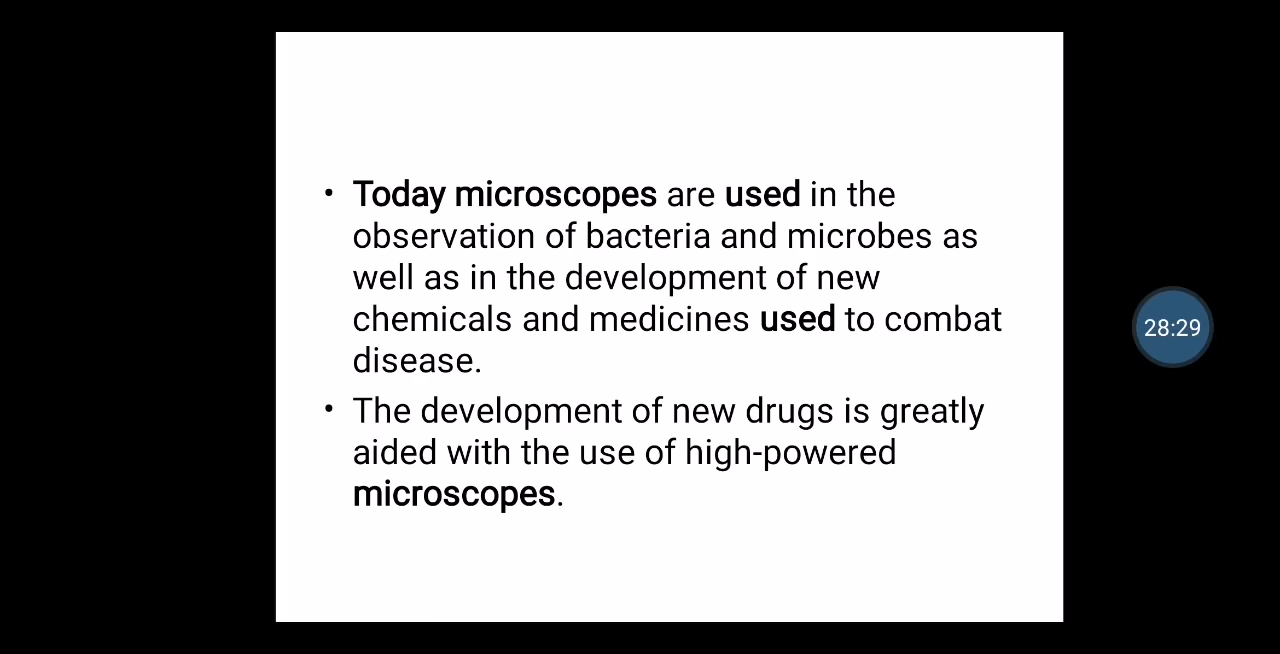 • Today microscopes are used in the
observation of bacteria and microbes as
well as in the development of new
chemicals and medicines used to combat
disease.
• The development of new drugs is greatly
aided with the use of high-powered
microscopes.
28:29